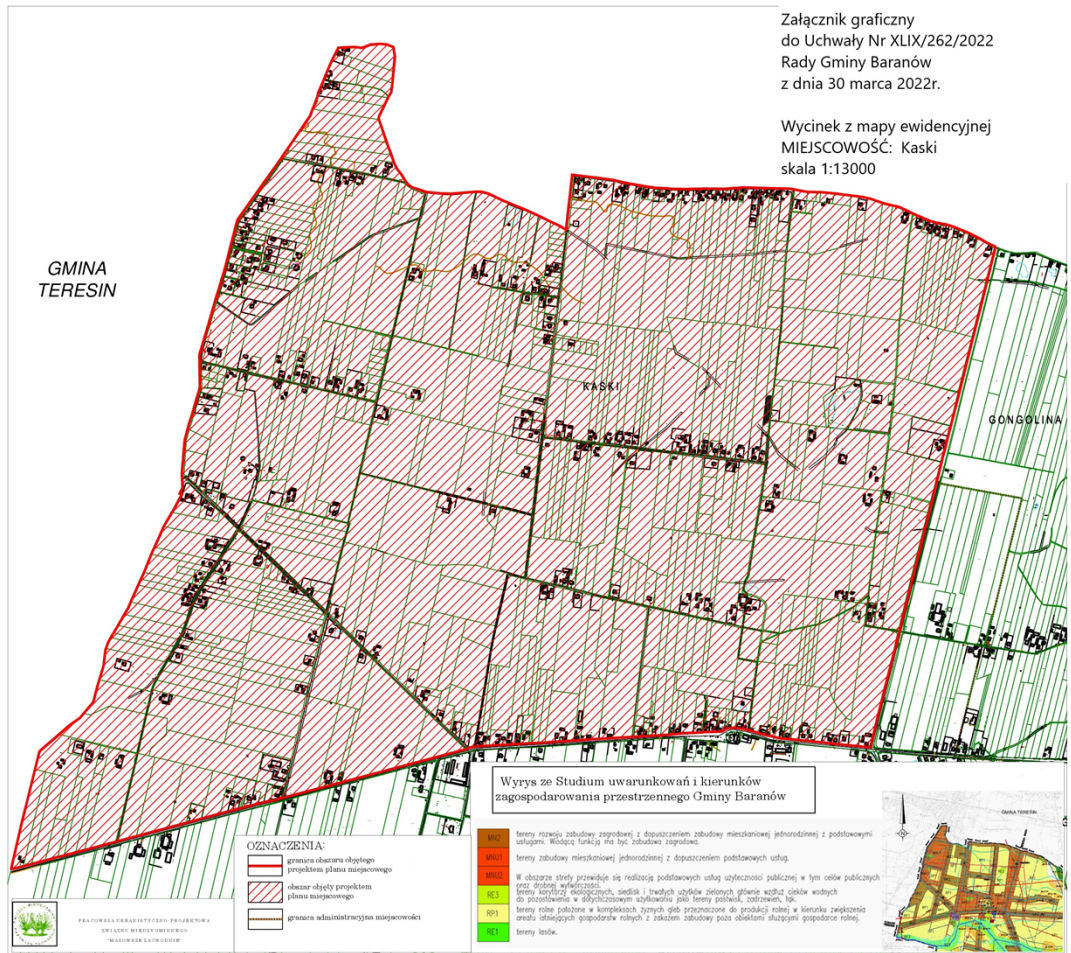 Załącznik graficzny
do Uchwały Nr XLIX/262/2022
Rady Gminy Baranów
z dnia 30 marca 2022r.
Wycinek z mapy ewidencyjnej
MIEJSCOWOŚĆ: Kaski
skala 1:13000
GMINA
TERESIN
KASKI
GONGOLINA
Wyrys ze Studium uwarunkowań i kierunków
zagospodarowania przestrzennego Gminy Baranów
MN2
tereny rozwoju zabudowy zagrodowej z dopuszczeniem zabudowy mieszkaniowej jednorodzinnej z podstawowymi
usługami. Wiodącą funkcją ma być zabudowa zagrodowa.
MNU1
tereny zabudowy mieszkaniowej jednorodzinnej z dopuszczeniem podstawowych usług.
MNU2
W obszarze strefy przewiduje się realizację podstawowych usług użyteczności publicznej w tym celów publicznych
oraz drobnej wytwórczości.
RE3
tereny korytarzy ekologicznych, siedlisk i trwałych użytków zielonych głównie wzdłuż cieków wodnych
do pozostawienia w dotychczasowym użytkowaniu jako tereny pastwisk, zadrzewień, łąk.
RP1
tereny rolne położone w kompleksach żyznych gleb przeznaczone do produkcji rolnej w kierunku zwiększenia
areału istniejących gospodarstw rolnych z zakazem zabudowy poza obiektami służącymi gospodarce rolnej.
RE1
tereny lasów.
GMINA TERESIN
OZNACZENIA:
granica obszaru objętego
projektem planu miejscowego
obszar objęty projektem
planu miejscowego
granica administracyjna miejscowości
PRACOWNIA URBANISTYCZNO-PROJEKTOWA
ZWIĄZKU MIĘDZYGMINNEGO
"MAZOWSZE ZACHODNIE"